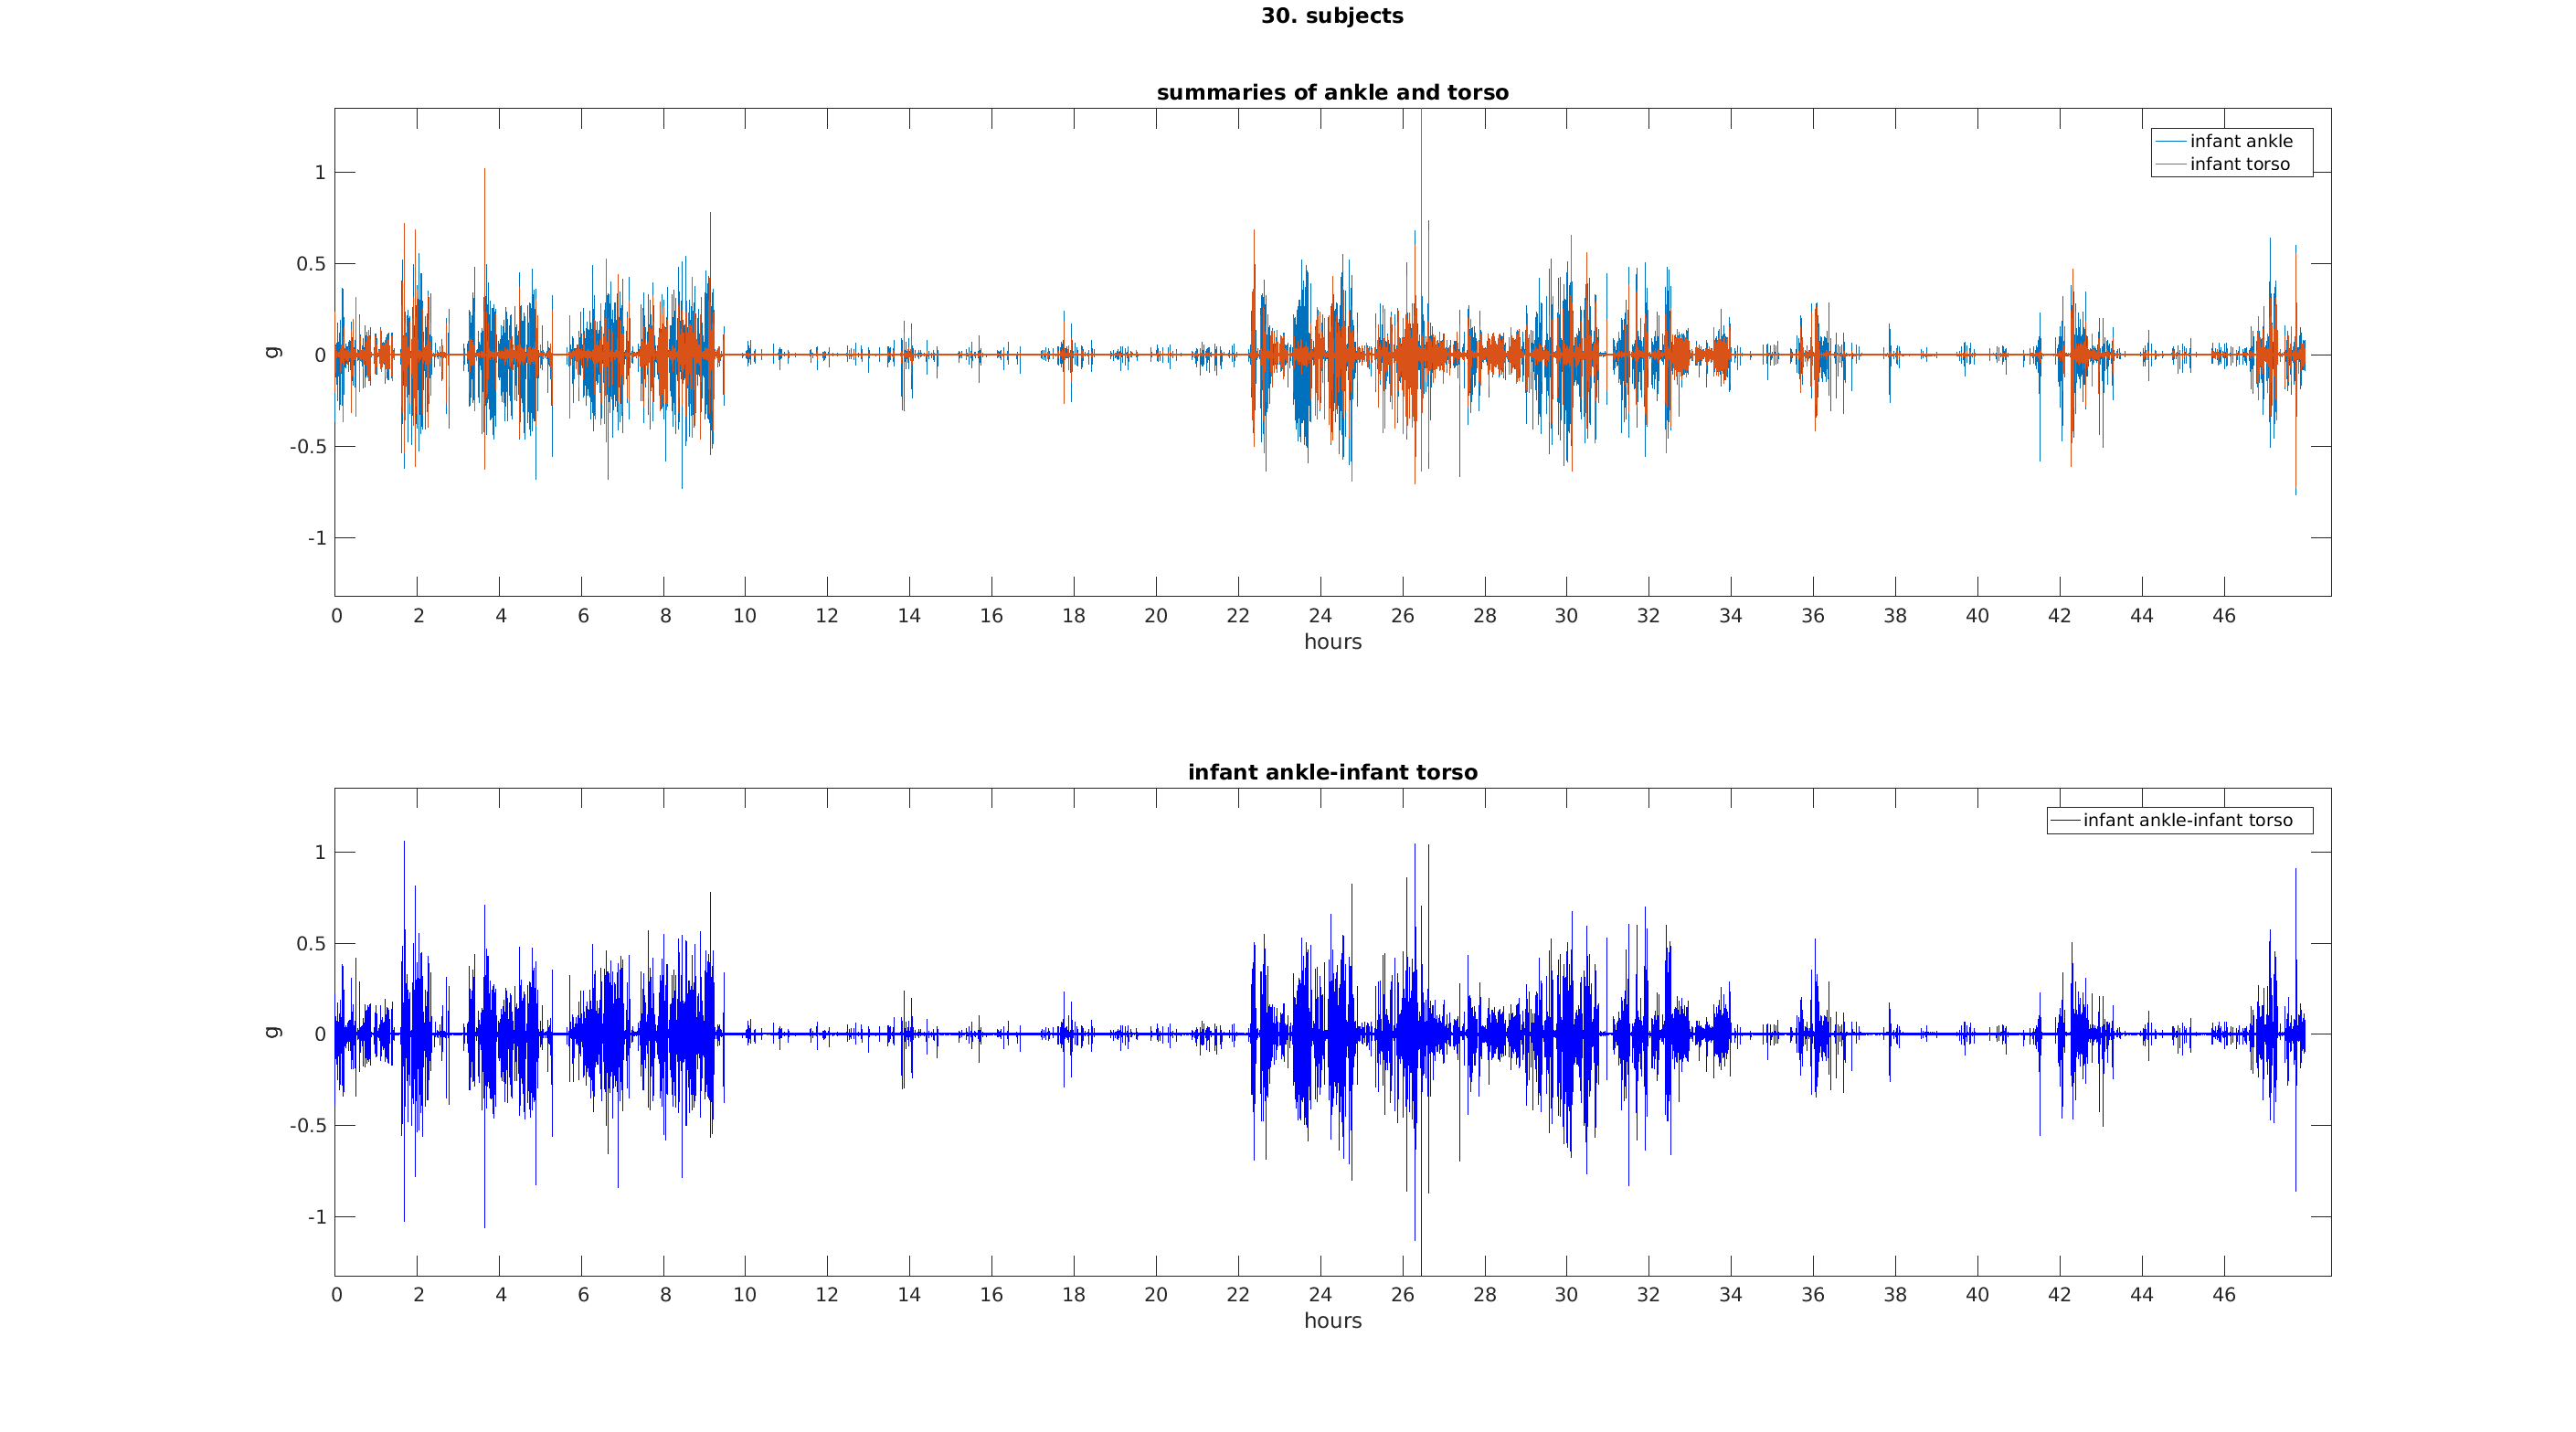 30. subjects
summaries of ankle and torso
infant ankle
infant torso
1
0.5
0
-0.5
-1
g
0 2 4 6 8 10 12 14 16 18 20 22 24 26 28 30 32 34 36 38 40 42 44 46
hours
infant ankle-infant torso
infant ankle-infant torso
1
0.5
0
-0.5
-1
g
0 2 4 6 8 10 12 14 16 18 20 22 24 26 28 30 32 34 36 38 40 42 44 46
hours